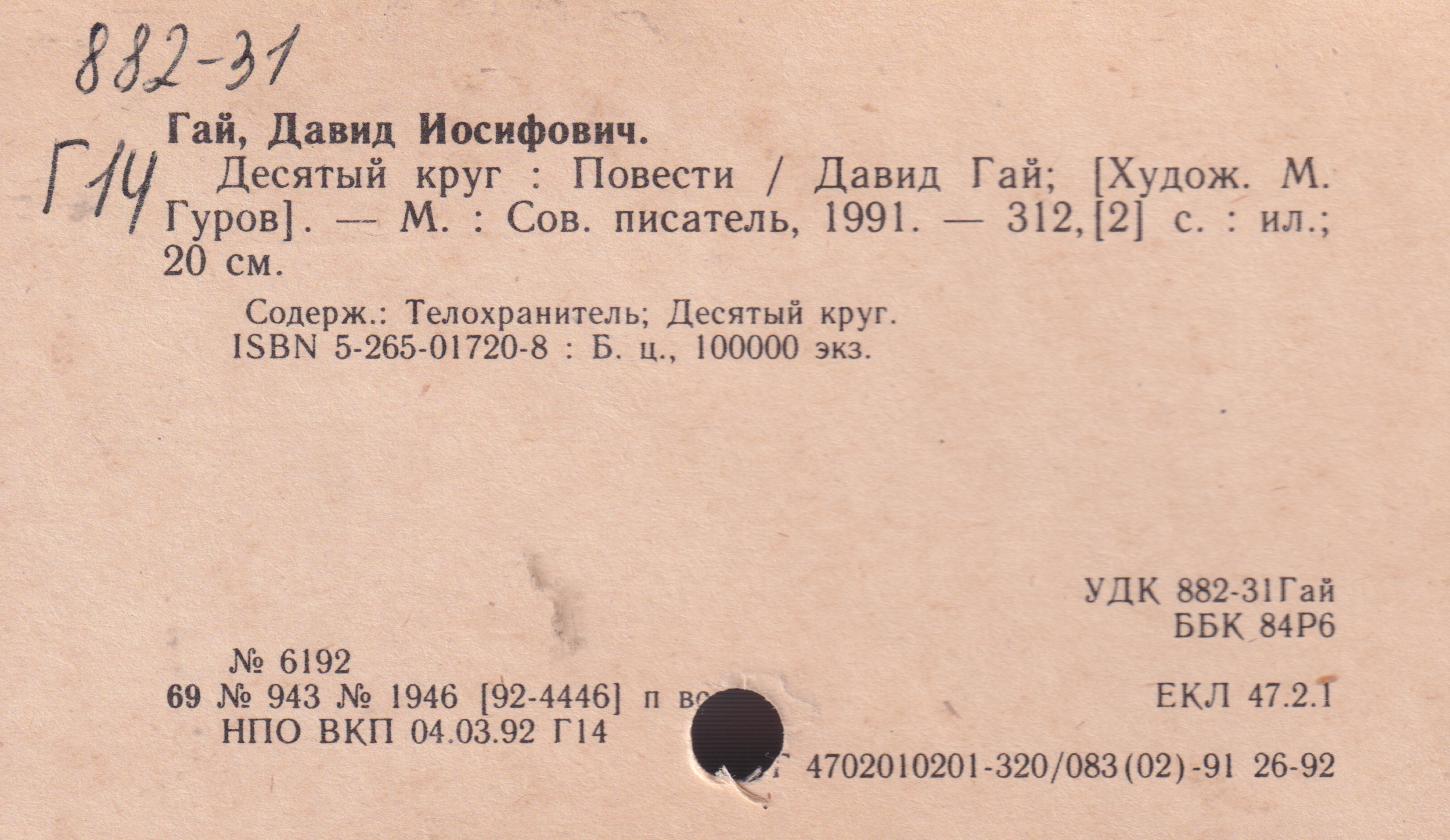 882-31
Гай, Давид Иосифович.
Г14
Десятый круг : Повести / Давид Гай; [Худож. М.
Гуров]. — М. : Сов. писатель, 1991. — 312,[2] с. : ил.;
20 см.
Содерж.: Телохранитель; Десятый круг.
ISBN 5-265-01720-8 : Б. ц., 100000 экз.
УДК 882-31Гай
ББК 84Р6
№ 6192
69 № 943 № 1946 [92-4446] п
ЕКЛ 47.2.1
НПО ВКП 04.03.92 Г14
4702010201-320/083(02)-91 26-92